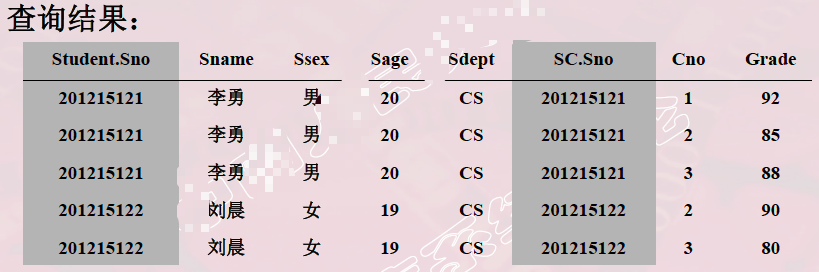 查询结果：
Student.Sno Sname Ssex Sage Sdept SC.Sno Cno Grade
201215121 李勇 男 20 CS 201215121 1 92
201215121 李勇 男 20 CS 201215121 2 85
201215121 李勇 男 20 CS 201215121 3 88
201215122 刘晨 女 19 CS 201215122 2 90
201215122 刘晨 女 19 CS 201215122 3 80